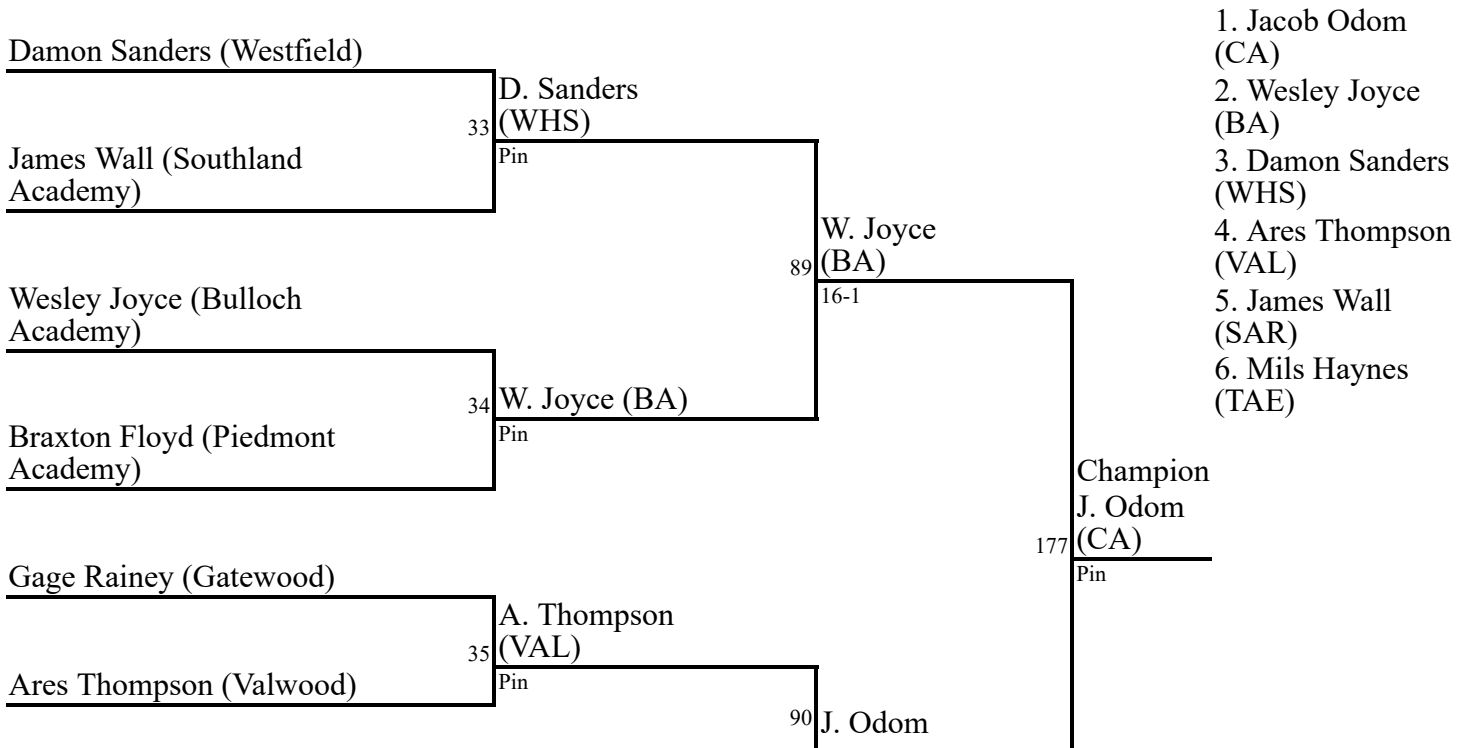 Damon Sanders (Westfield)
D. Sanders
(WHS)
33
Pin
James Wall (Southland
Academy)
W. Joyce
(BA)
89
16-1
Wesley Joyce (Bulloch
Academy)
34
W. Joyce (BA)
Pin
Braxton Floyd (Piedmont
Academy)
Champion
J. Odom
(CA)
177
Pin
Gage Rainey (Gatewood)
A. Thompson
(VAL)
35
Pin
Ares Thompson (Valwood)
90
J. Odom
1. Jacob Odom
(CA)
2. Wesley Joyce
(BA)
3. Damon Sanders
(WHS)
4. Ares Thompson
(VAL)
5. James Wall
(SAR)
6. Mils Haynes
(TAE)